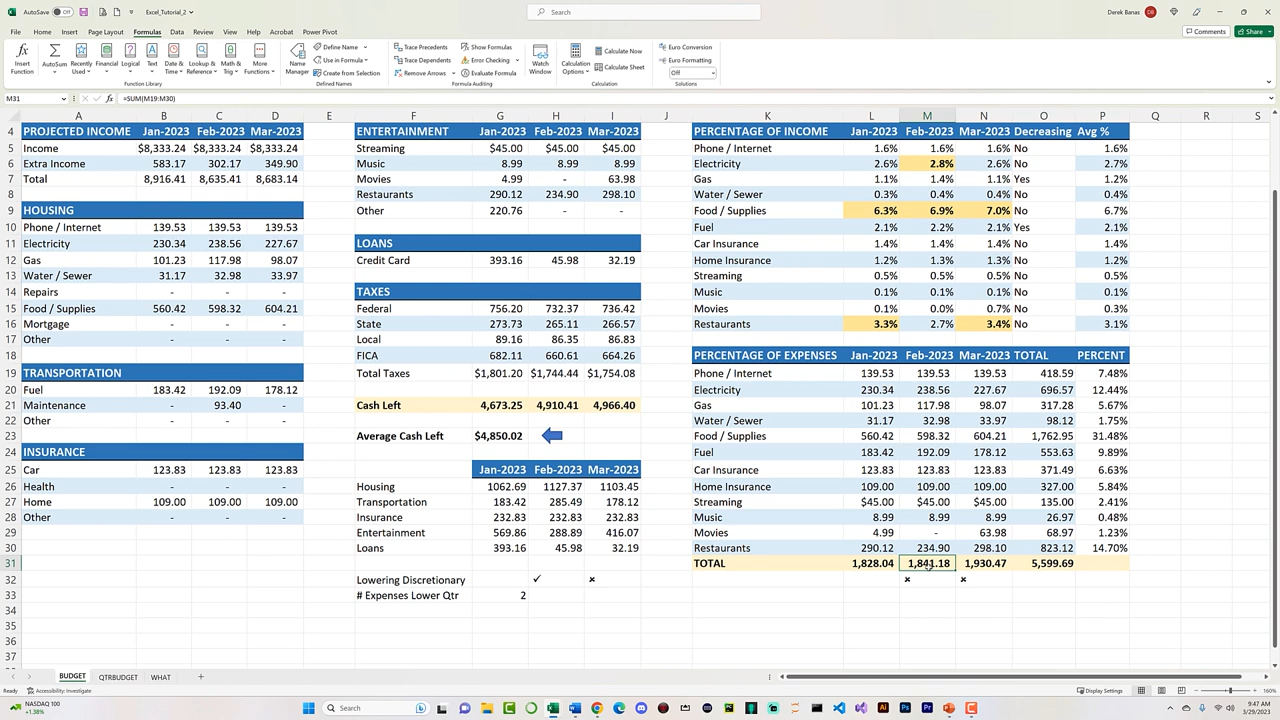 AutoSave Off Excel_Tutorial_2 Search Derek Banas DB
File Home Insert Page Layout Formulas Data Review View Help Acrobat Power Pivot Comments Share
Insert Function AutoSum Recently Used Financial Logical Text Date & Time Lookup & Reference Math & Trig More Functions Name Manager Define Name Use in Formula Create from Selection Trace Precedents Trace Dependents Remove Arrows Show Formulas Error Checking Evaluate Formula Watch Window Calculation Options Calculate Now Calculate Sheet Euro Conversion Euro Formatting Off
Function Library Defined Names Formula Auditing Calculation Solutions
M31 fx =SUM(M19:M30)
A B C D E F G H I J K L M N O P Q R S
4 PROJECTED INCOME Jan-2023 Feb-2023 Mar-2023 ENTERTAINMENT Jan-2023 Feb-2023 Mar-2023 PERCENTAGE OF INCOME Jan-2023 Feb-2023 Mar-2023 Decreasing Avg %
5 Income $8,333.24 $8,333.24 $8,333.24 Streaming $45.00 $45.00 $45.00 Phone / Internet 1.6% 1.6% 1.6% No 1.6%
6 Extra Income 583.17 302.17 349.90 Music 8.99 8.99 8.99 Electricity 2.6% 2.8% 2.6% No 2.7%
7 Total 8,916.41 8,635.41 8,683.14 Movies 4.99 - 63.98 Gas 1.1% 1.4% 1.1% Yes 1.2%
8 Restaurants 290.12 234.90 298.10 Water / Sewer 0.3% 0.4% 0.4% No 0.4%
9 HOUSING Other 220.76 - - Food / Supplies 6.3% 6.9% 7.0% No 6.7%
10 Phone / Internet 139.53 139.53 139.53 Fuel 2.1% 2.2% 2.1% Yes 2.1%
11 Electricity 230.34 238.56 227.67 LOANS Car Insurance 1.4% 1.4% 1.4% No 1.4%
12 Gas 101.23 117.98 98.07 Credit Card 393.16 45.98 32.19 Home Insurance 1.2% 1.3% 1.3% No 1.2%
13 Water / Sewer 31.17 32.98 33.97 Streaming 0.5% 0.5% 0.5% No 0.5%
14 Repairs - - - TAXES Music 0.1% 0.1% 0.1% No 0.1%
15 Food / Supplies 560.42 598.32 604.21 Federal 756.20 732.37 736.42 Movies 0.1% 0.0% 0.7% No 0.3%
16 Mortgage - - - State 273.73 265.11 266.57 Restaurants 3.3% 2.7% 3.4% No 3.1%
17 Other - - - Local 89.16 86.35 86.83
18 FICA 682.11 660.61 664.26 PERCENTAGE OF EXPENSES Jan-2023 Feb-2023 Mar-2023 TOTAL PERCENT
19 TRANSPORTATION Total Taxes $1,801.20 $1,744.44 $1,754.08 Phone / Internet 139.53 139.53 139.53 418.59 7.48%
20 Fuel 183.42 192.09 178.12 Electricity 230.34 238.56 227.67 696.57 12.44%
21 Maintenance - 93.40 - Cash Left 4,673.25 4,910.41 4,966.40 Gas 101.23 117.98 98.07 317.28 5.67%
22 Other - - - Water / Sewer 31.17 32.98 33.97 98.12 1.75%
23 Average Cash Left $4,850.02 Food / Supplies 560.42 598.32 604.21 1,762.95 31.48%
24 INSURANCE Fuel 183.42 192.09 178.12 553.63 9.89%
25 Car 123.83 123.83 123.83 Jan-2023 Feb-2023 Mar-2023 Car Insurance 123.83 123.83 123.83 371.49 6.63%
26 Health - - - Housing 1062.69 1127.37 1103.45 Home Insurance 109.00 109.00 109.00 327.00 5.84%
27 Home 109.00 109.00 109.00 Transportation 183.42 285.49 178.12 Streaming $45.00 $45.00 $45.00 135.00 2.41%
28 Other - - - Insurance 232.83 232.83 232.83 Music 8.99 8.99 8.99 26.97 0.48%
29 Entertainment 569.86 288.89 416.07 Movies 4.99 - 63.98 68.97 1.23%
30 Loans 393.16 45.98 32.19 Restaurants 290.12 234.90 298.10 823.12 14.70%
31 TOTAL 1,828.04 1,841.18 1,930.47 5,599.69
32 Lowering Discretionary ✓ × × ×
33 # Expenses Lower Qtr 2
34
35
36
37
BUDGET QTRBUDGET WHAT +
Ready Accessibility: Investigate Display Settings 160%
NASDAQ 100 +1.38% Search 9:47 AM 3/29/2023